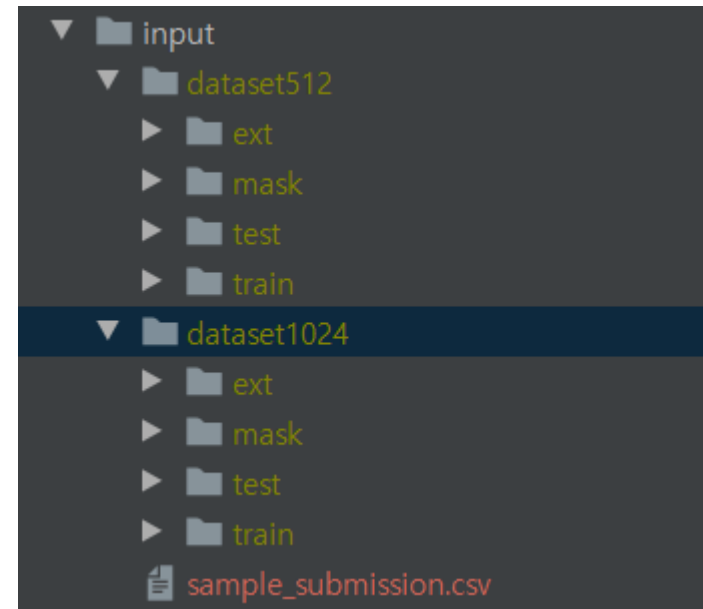 input
dataset512
ext
mask
test
train
dataset1024
ext
mask
test
train
sample_submission.csv